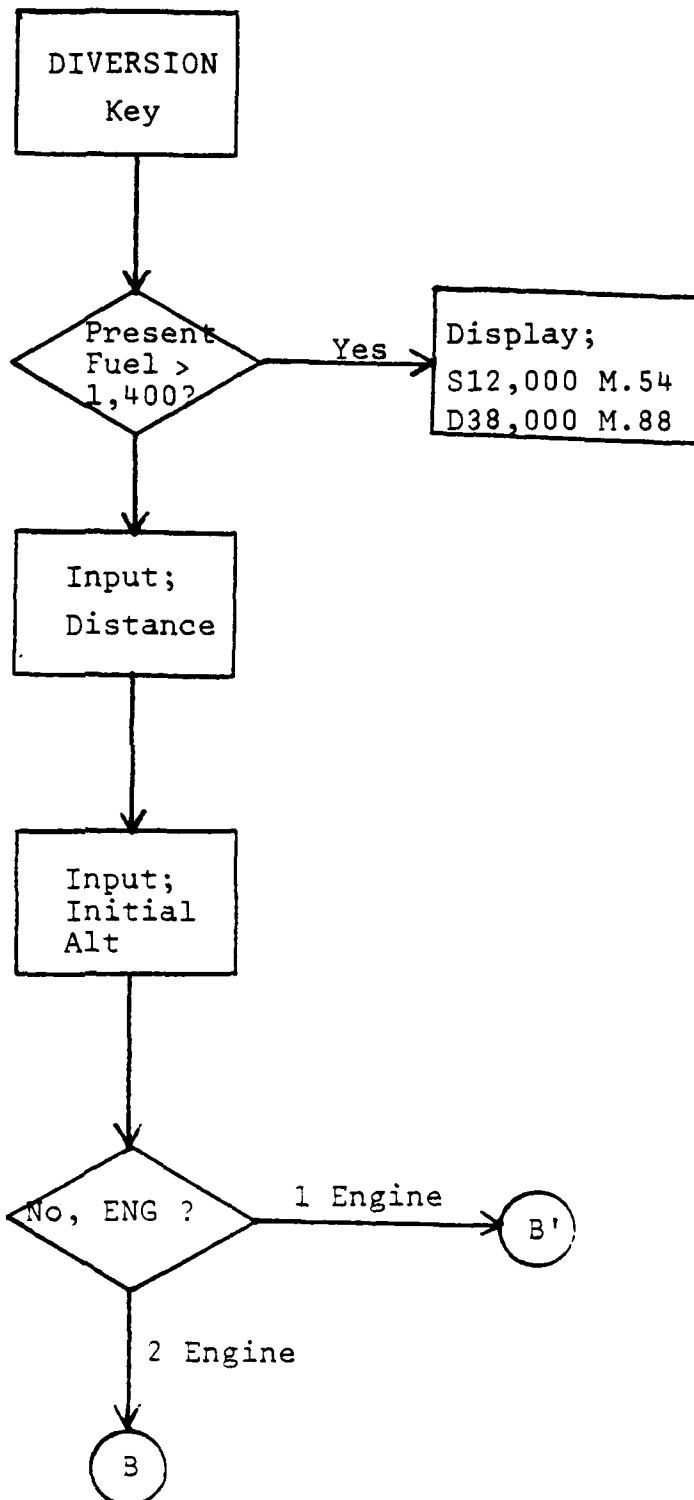 DIVERSION
Key
Present
Fuel >
1,400?
Yes
Display;
S12,000 M.54
D38,000 M.88
Input;
Distance
Input;
Initial
Alt
No, ENG ?
1 Engine
B'
2 Engine
B